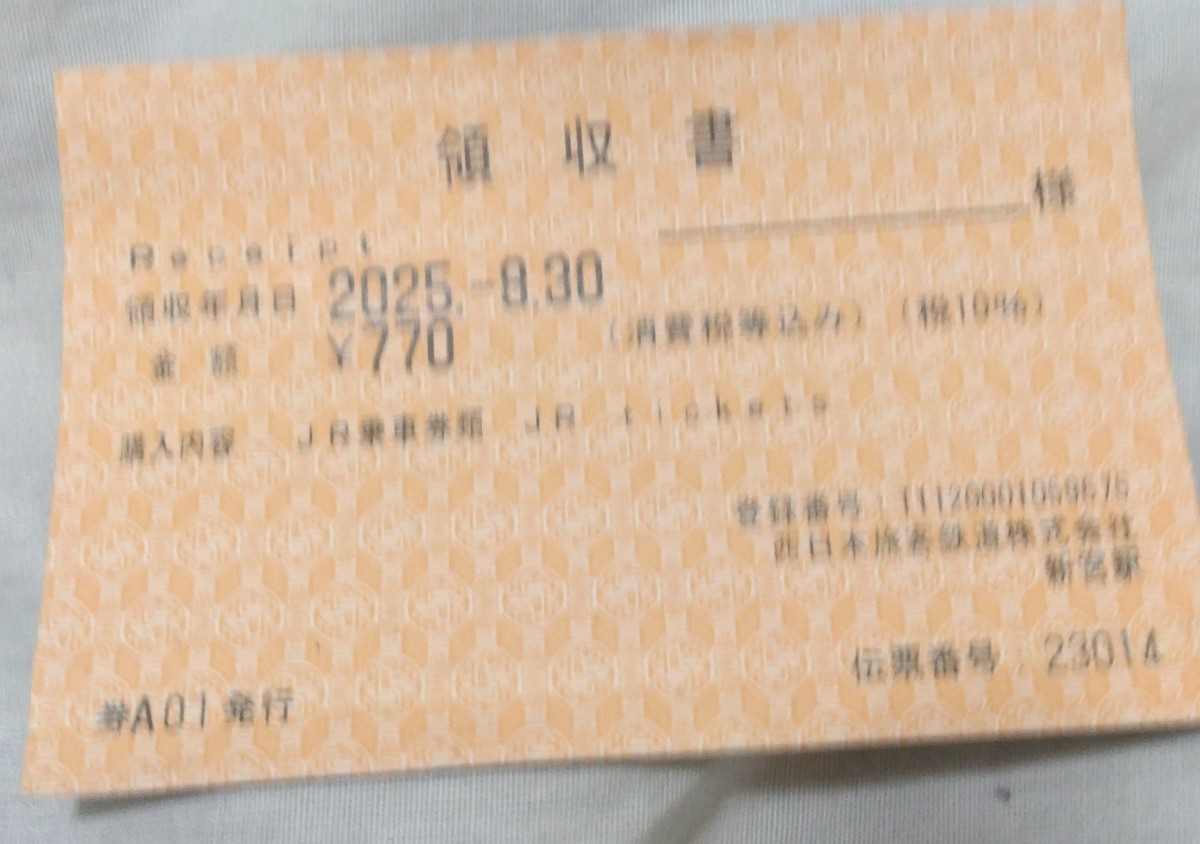 領収書
様
Receipt
領収年月日 2025.-8.30
金額 ¥770 (消費税等込み) (税10%)
購入内容 JR乗車券類 JR tickets
登録番号:T1120001059675
西日本旅客鉄道株式会社
新宮駅
伝票番号 23014
券A01発行